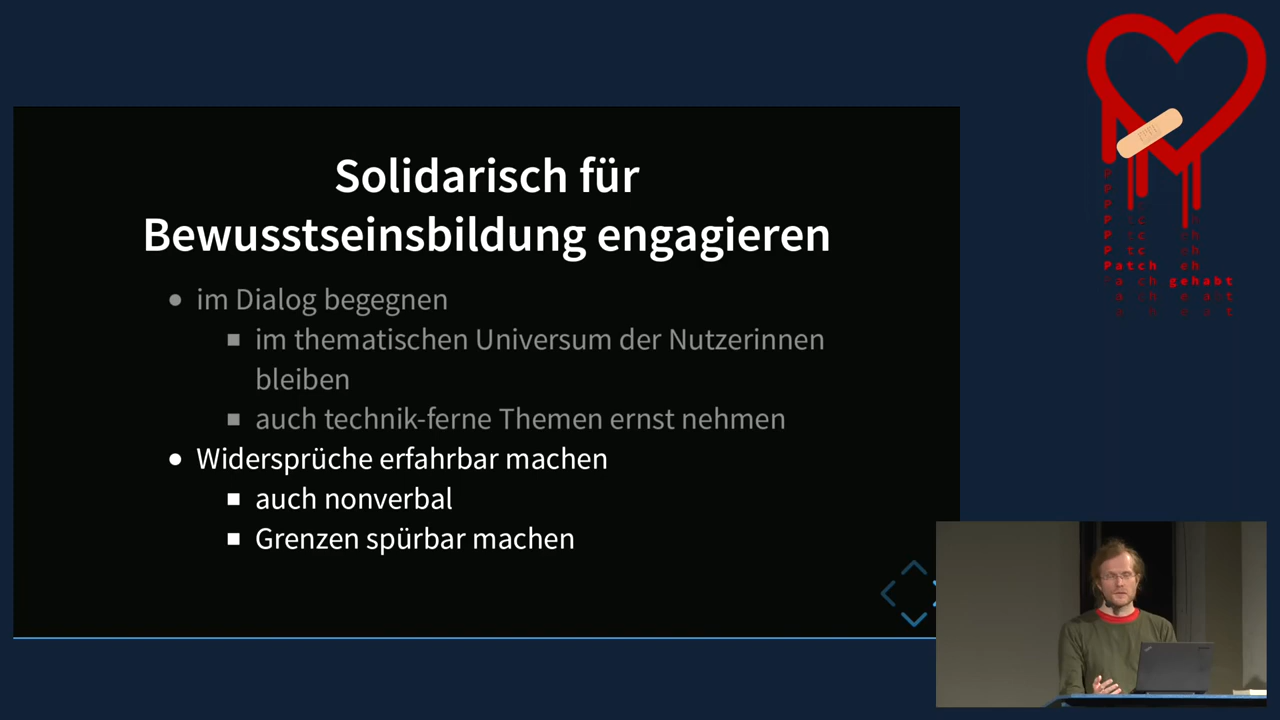 Solidarisch für
Bewusstseinsbildung engagieren
im Dialog begegnen
im thematischen Universum der Nutzerinnen
bleiben
auch technik-ferne Themen ernst nehmen
Widersprüche erfahrbar machen
auch nonverbal
Grenzen spürbar machen
Patch eh
gehabt